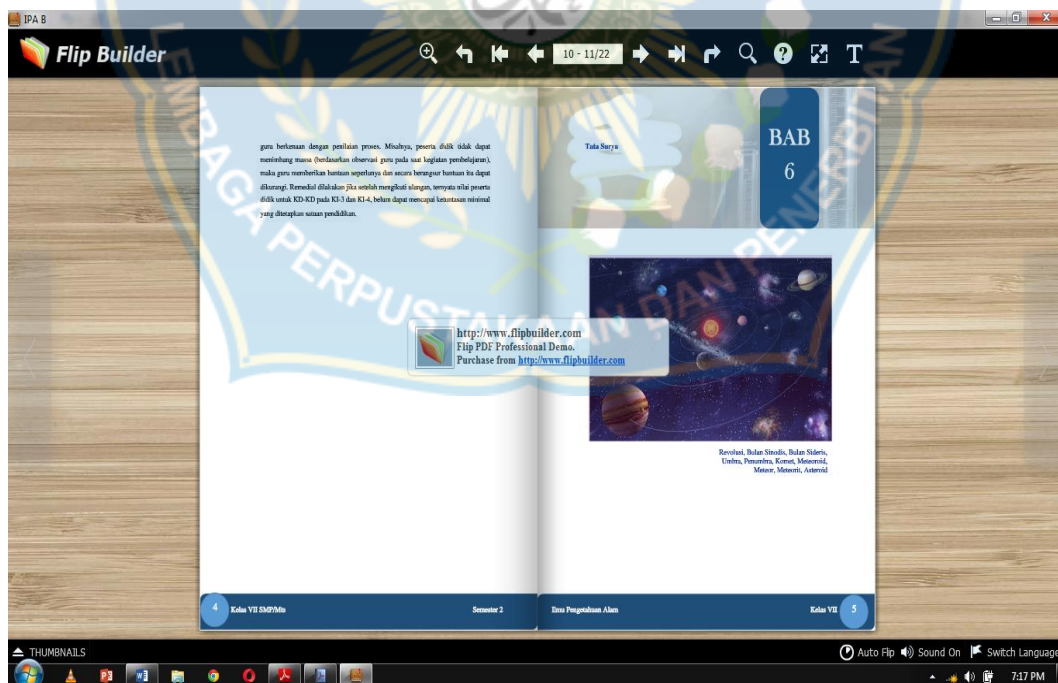 IPA B
Flip Builder
10 - 11/22
T
LEMBAGA PERPUSTAKAAN DAN PENERBITAN
guru berkenaan dengan penilaian proses. Misalnya, peserta didik tidak dapat
menimbang massa (berdasarkan observasi guru pada saat kegiatan pembelajaran),
maka guru memberikan bantuan seperlunya dan secara berangsur bantuan itu dapat
dikurangi. Remedial dilakukan jika setelah mengikuti ulangan, ternyata nilai peserta
didik untuk KD-KD pada KI-3 dan KI-4, belum dapat mencapai ketuntasan minimal
yang ditetapkan satuan pendidikan.
Tata Surya
BAB
6
http://www.flipbuilder.com
Flip PDF Professional Demo.
Purchase from http://www.flipbuilder.com
Revolusi, Bulan Sinodis, Bulan Sideris,
Umbra, Penumbra, Komet, Meteoroid,
Meteor, Meteorit, Asteroid
4 Kelas VII SMP/Mts Semester 2
Ilmu Pengetahuan Alam Kelas VII 5
THUMBNAILS
Auto Flip Sound On Switch Language
7:17 PM